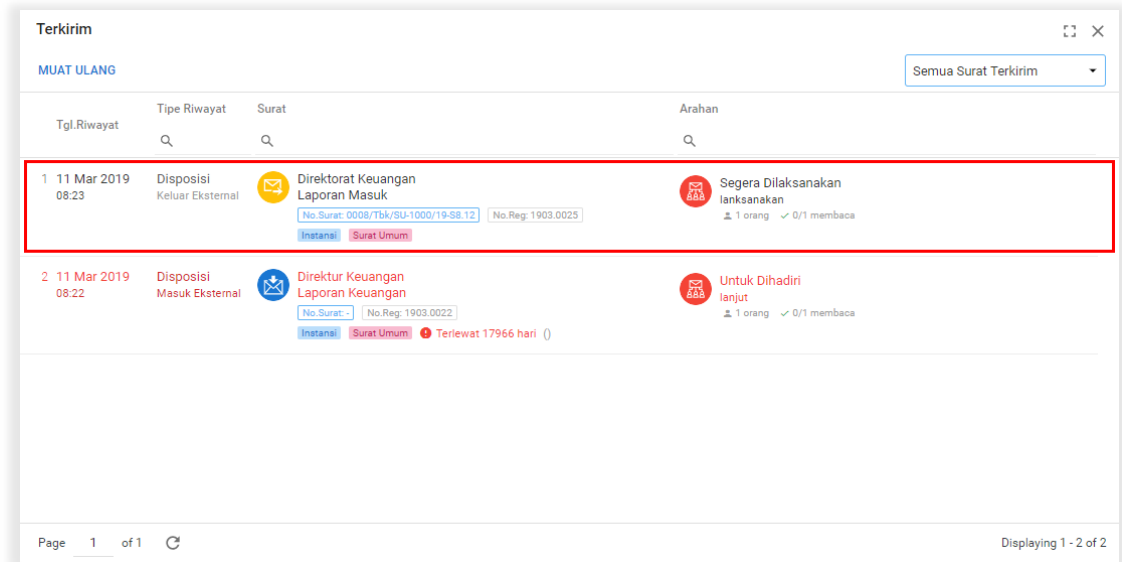 Terkirim
MUAT ULANG
Semua Surat Terkirim
Tgl.Riwayat
Tipe Riwayat
Surat
Arahan
1 11 Mar 2019
08:23
Disposisi
Keluar Eksternal
Direktorat Keuangan
Laporan Masuk
No.Surat: 0008/Tbk/SU-1000/19-S8.12 No.Reg: 1903.0025
Instansi Surat Umum
Segera Dilaksanakan
lanksanakan
1 orang 0/1 membaca
2 11 Mar 2019
08:22
Disposisi
Masuk Eksternal
Direktur Keuangan
Laporan Keuangan
No.Surat: - No.Reg: 1903.0022
Instansi Surat Umum Terlewat 17966 hari ()
Untuk Dihadiri
lanjut
1 orang 0/1 membaca
Page 1 of 1
Displaying 1 - 2 of 2